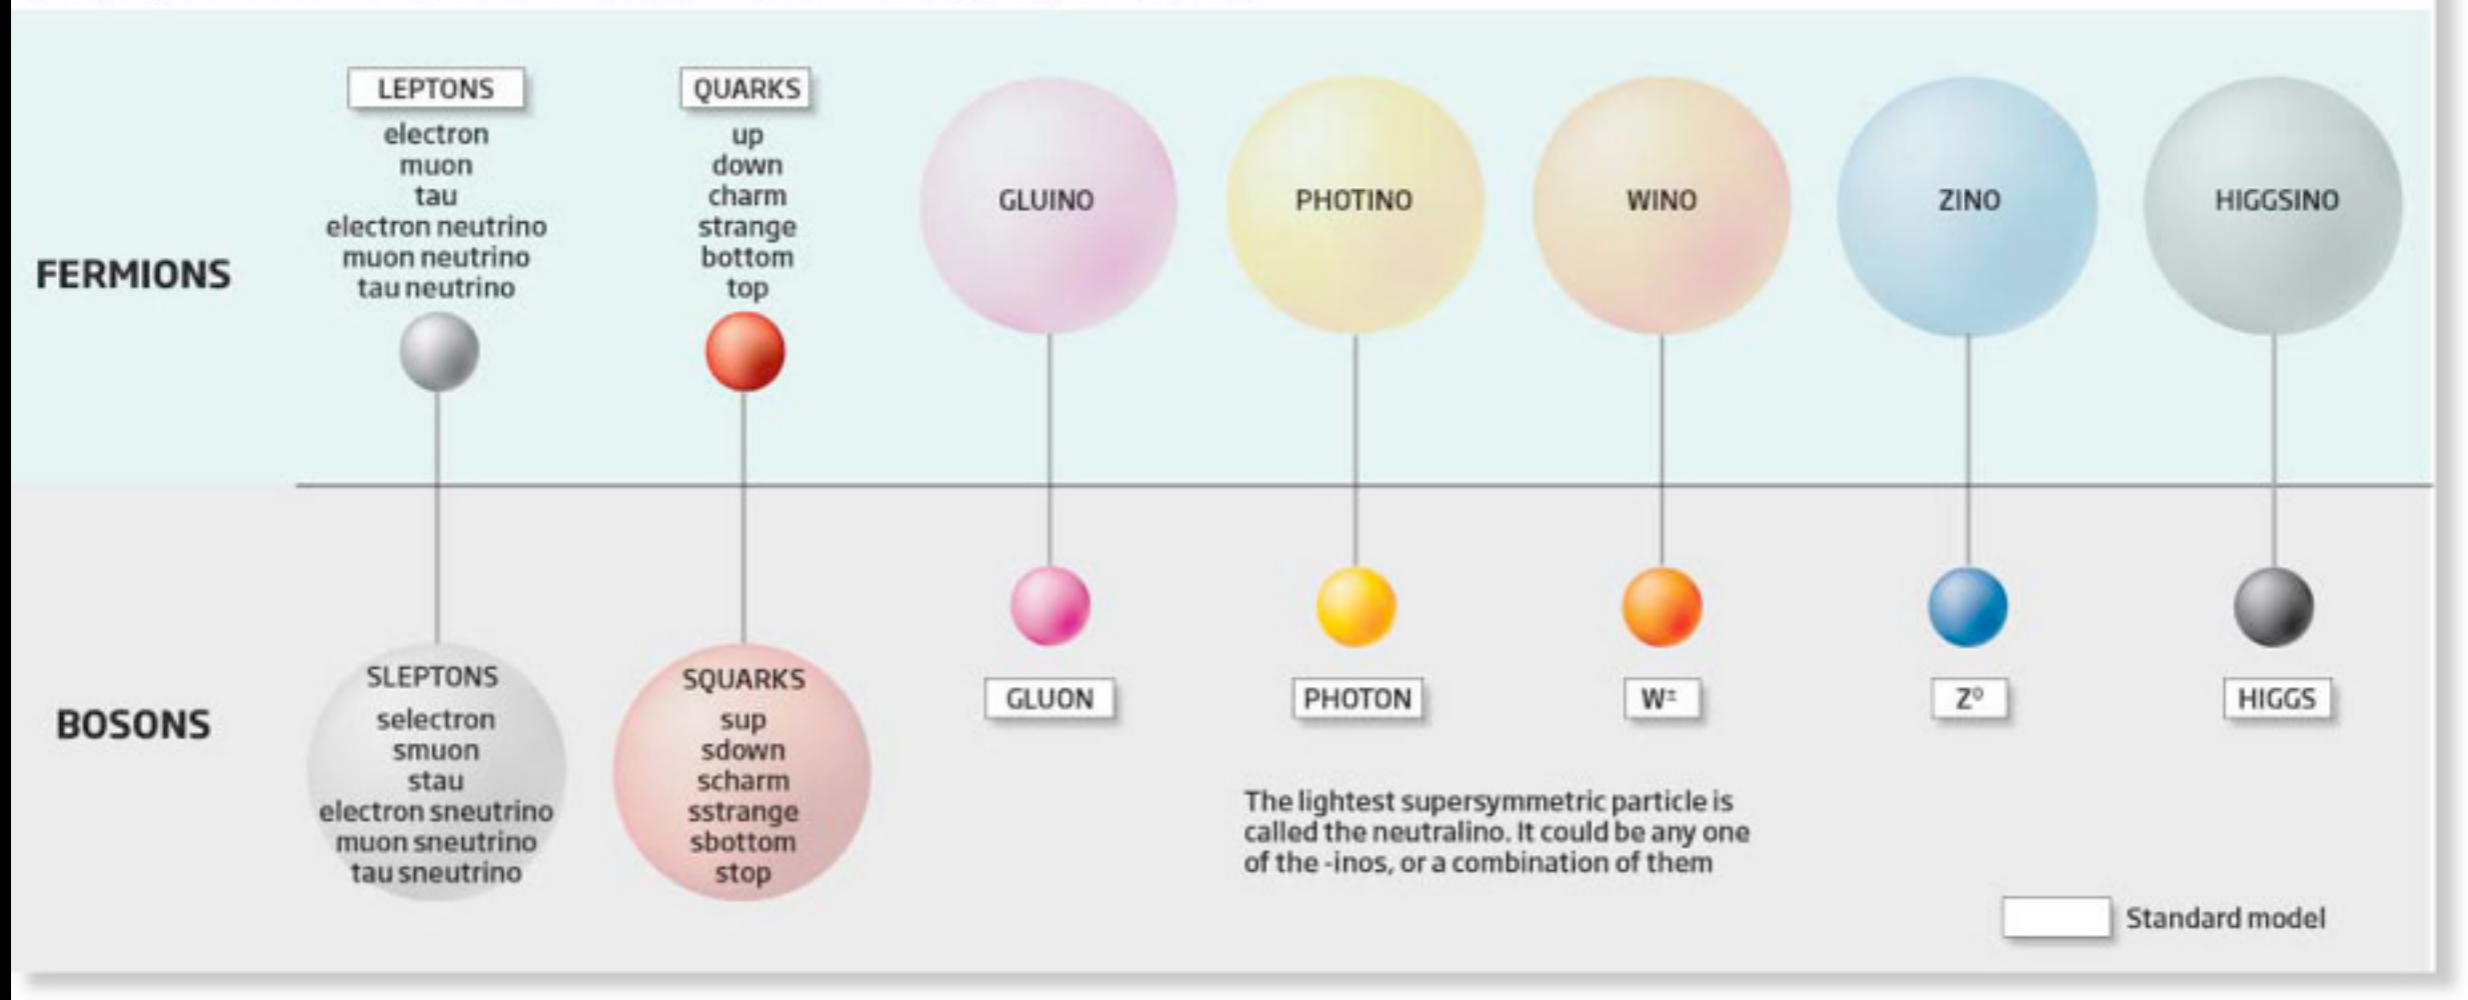 LEPTONS
electron
muon
tau
electron neutrino
muon neutrino
tau neutrino
QUARKS
up
down
charm
strange
bottom
top
GLUINO
PHOTINO
WINO
ZINO
HIGGSINO
FERMIONS
BOSONS
SLEPTONS
selectron
smuon
stau
electron sneutrino
muon sneutrino
tau sneutrino
SQUARKS
sup
sdown
scharm
sstrange
sbottom
stop
GLUON
PHOTON
W±
Z⁰
HIGGS
The lightest supersymmetric particle is
called the neutralino. It could be any one
of the -inos, or a combination of them
Standard model